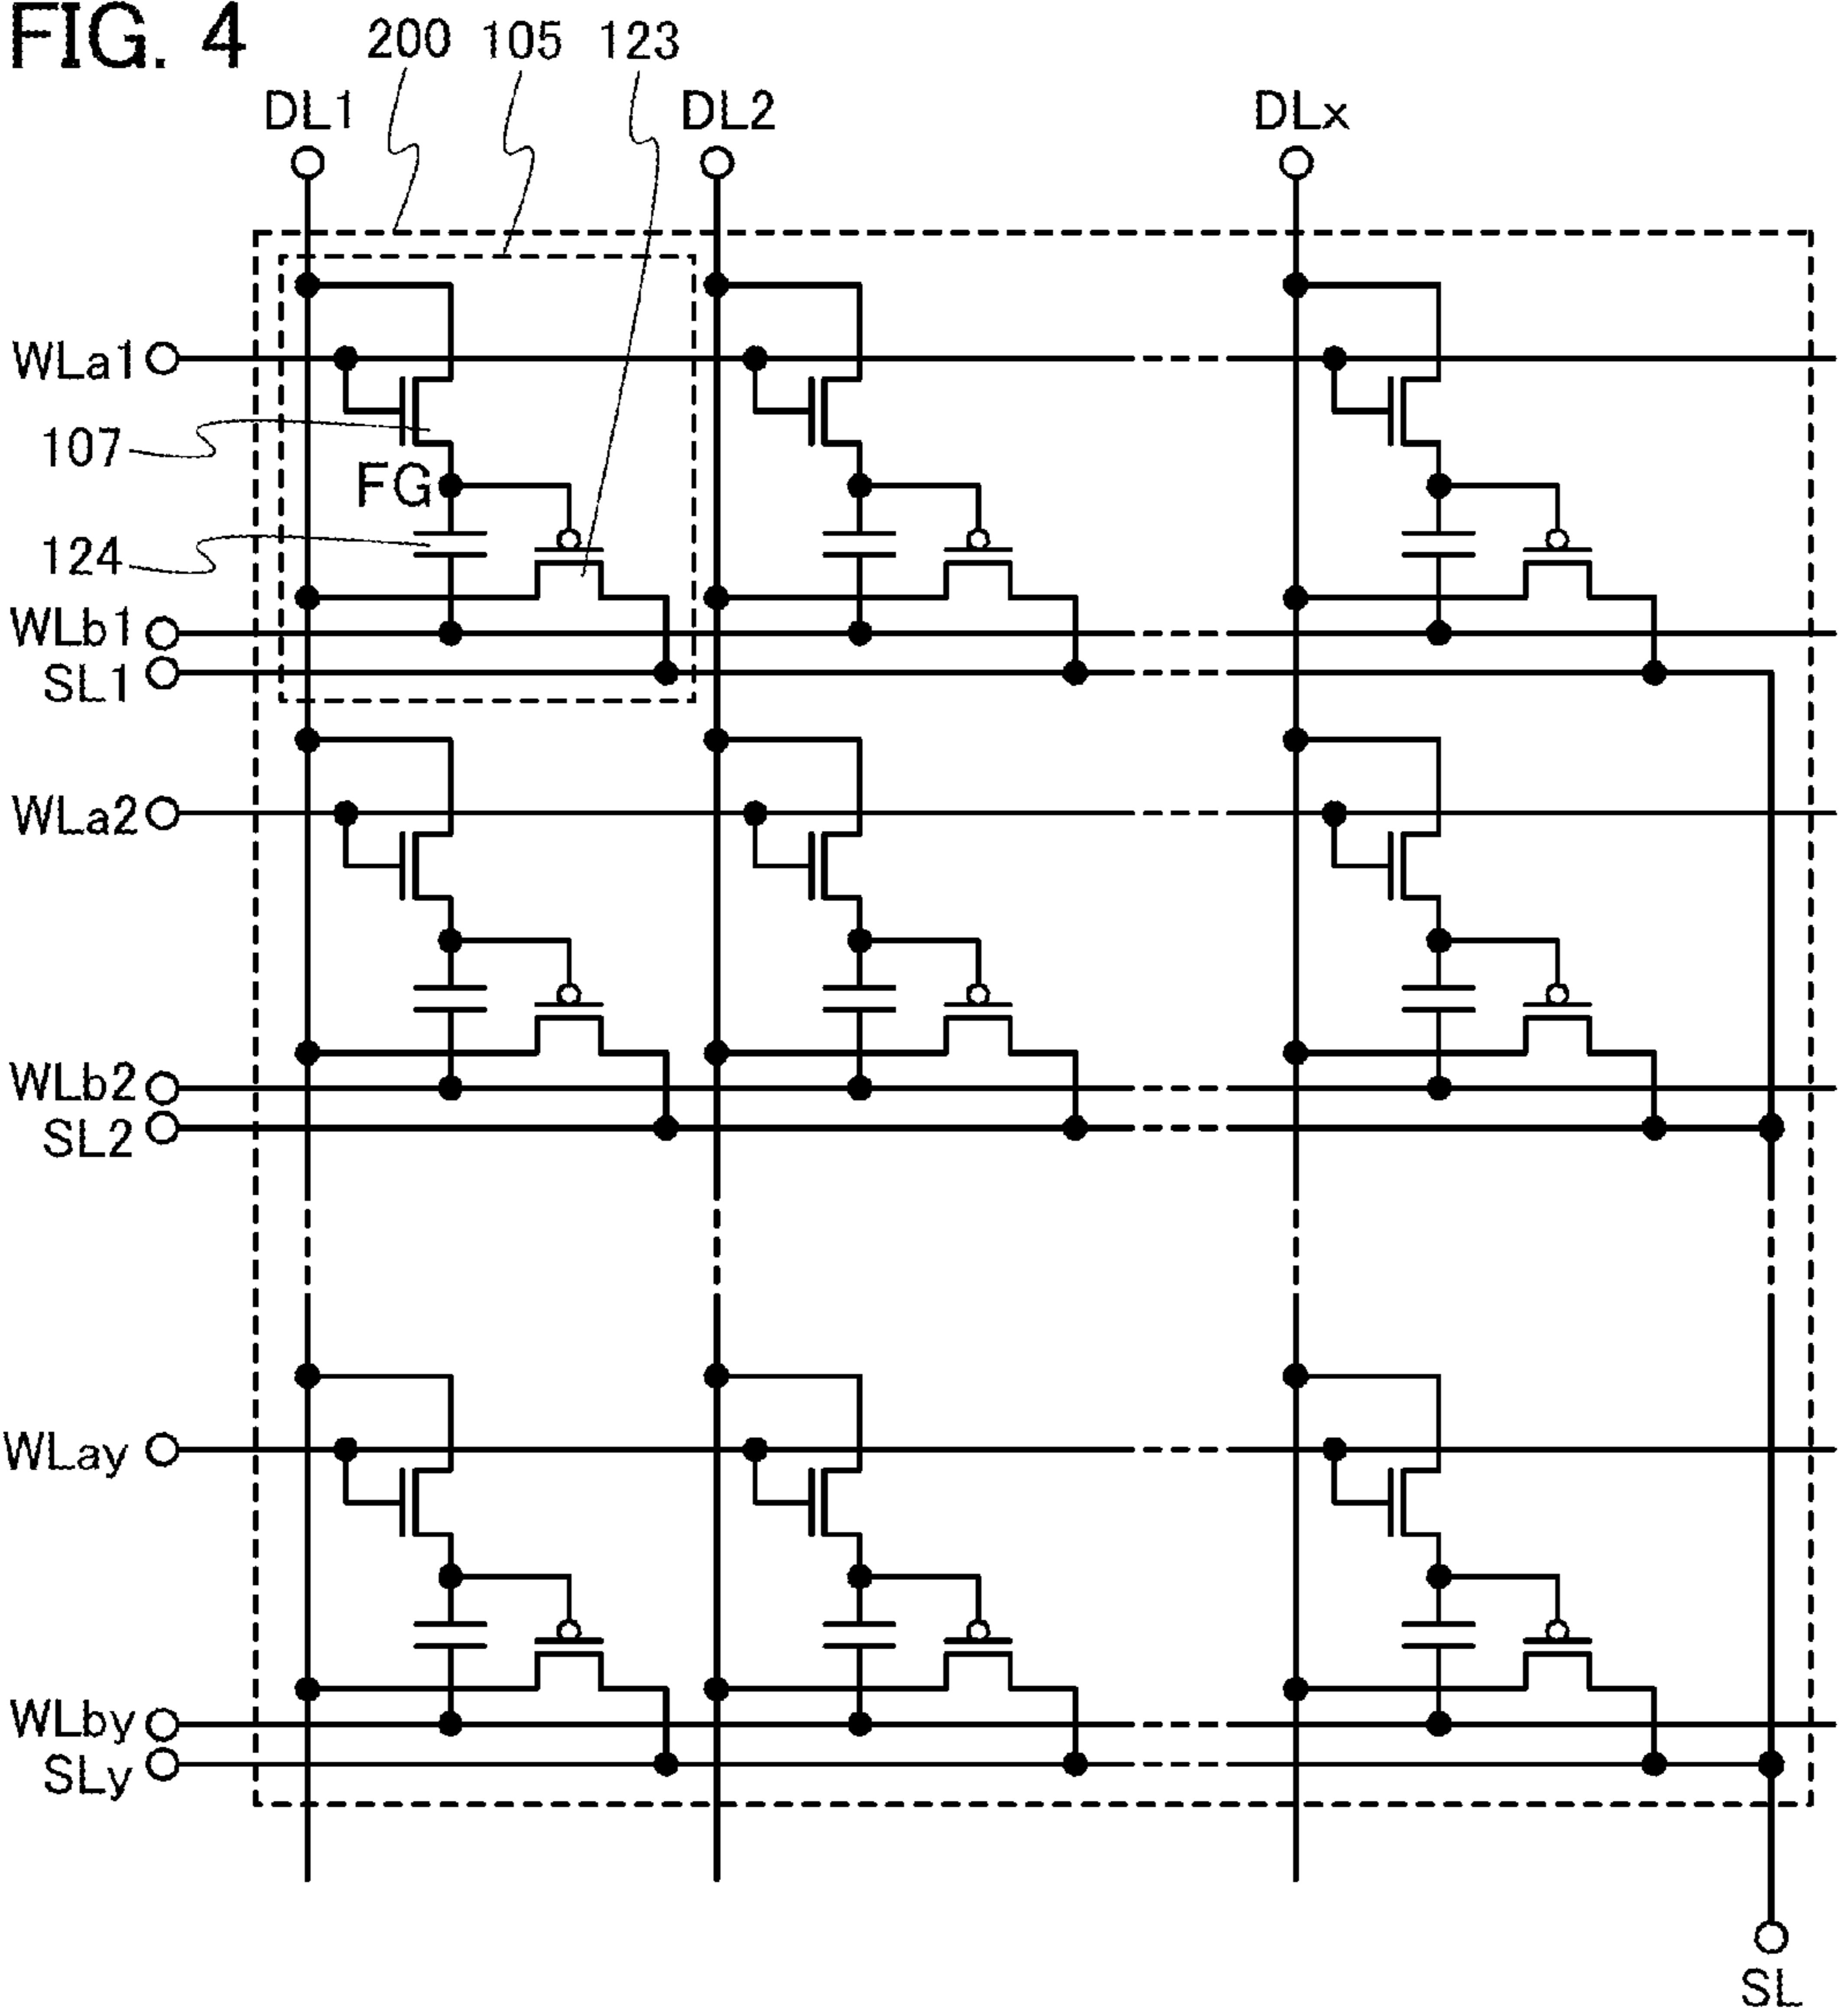 FIG. 4
200 105 123
DL1 DL2 DLx
WLa1
107
FG
124
WLb1
SL1
WLa2
WLb2
SL2
WLay
WLby
SLy
SL